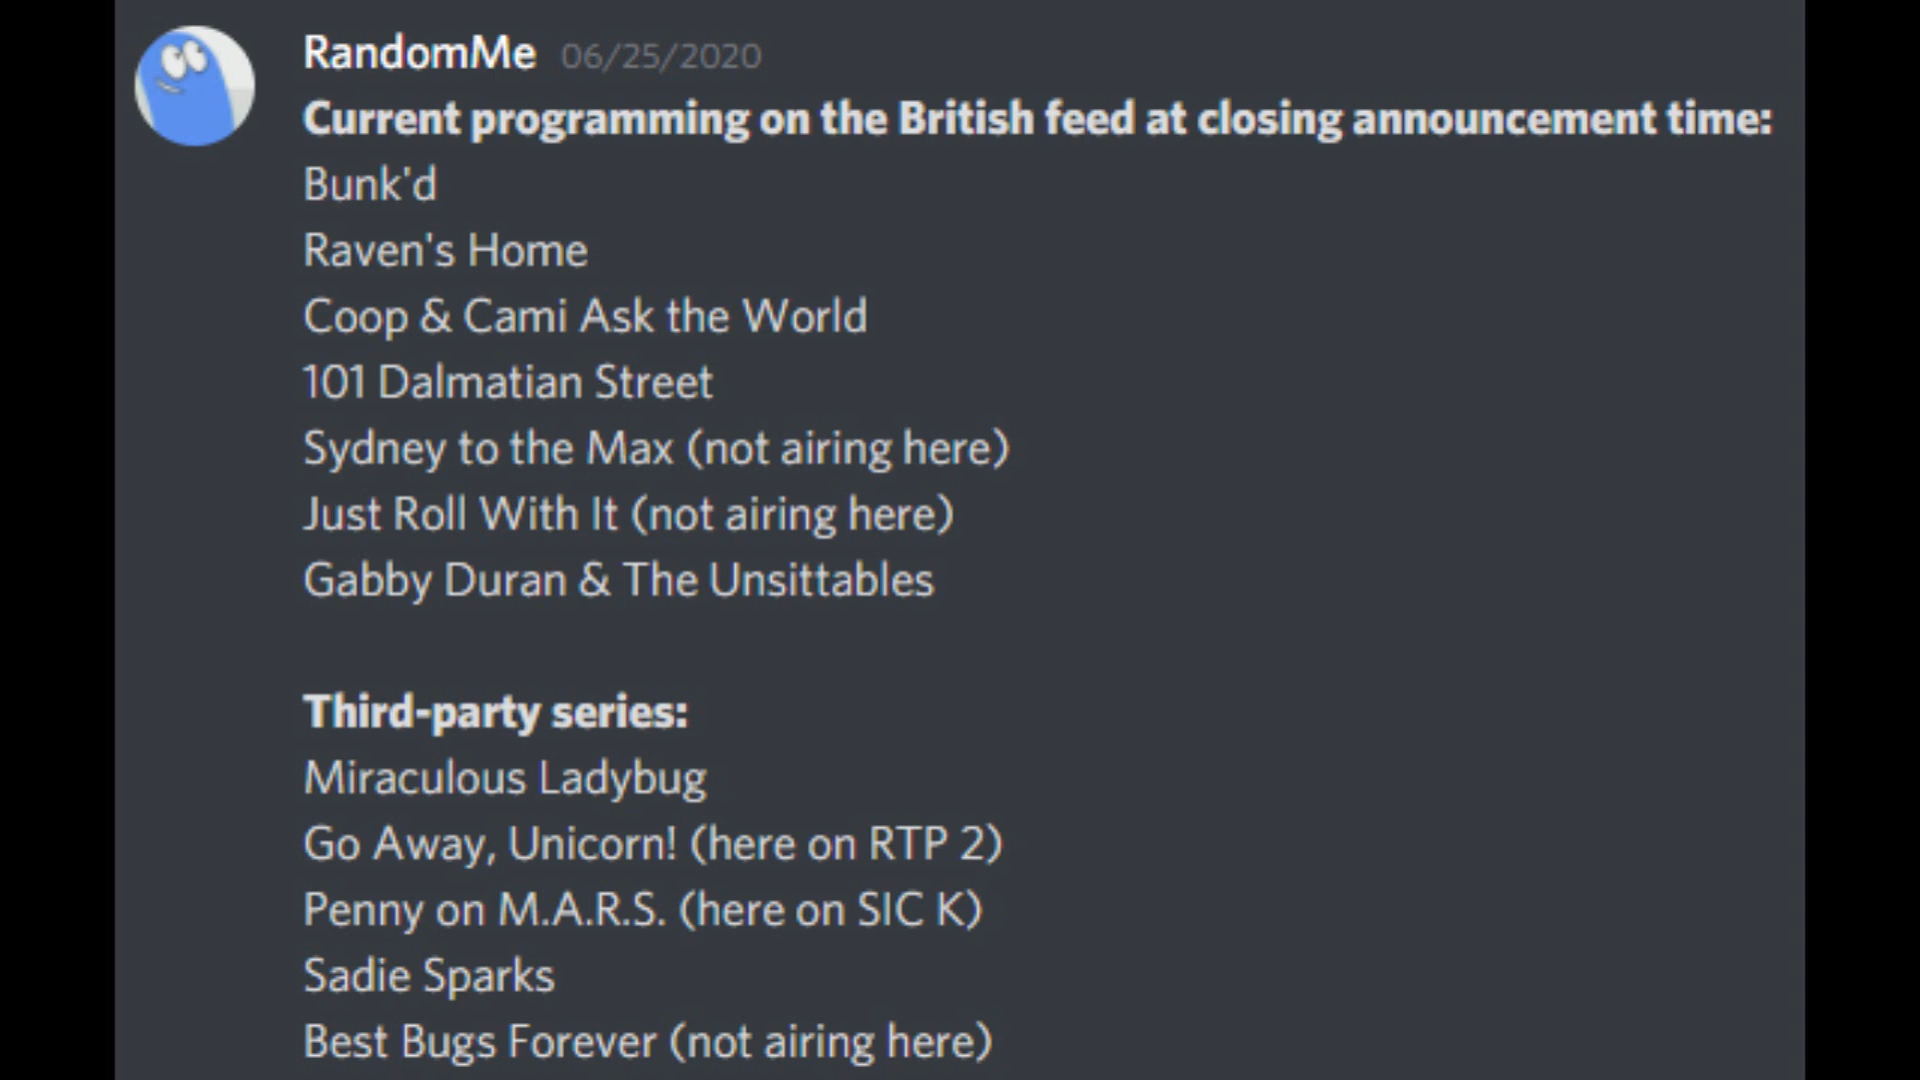 RandomMe 06/25/2020
Current programming on the British feed at closing announcement time:
Bunk'd
Raven's Home
Coop & Cami Ask the World
101 Dalmatian Street
Sydney to the Max (not airing here)
Just Roll With It (not airing here)
Gabby Duran & The Unsittables
Third-party series:
Miraculous Ladybug
Go Away, Unicorn! (here on RTP 2)
Penny on M.A.R.S. (here on SIC K)
Sadie Sparks
Best Bugs Forever (not airing here)